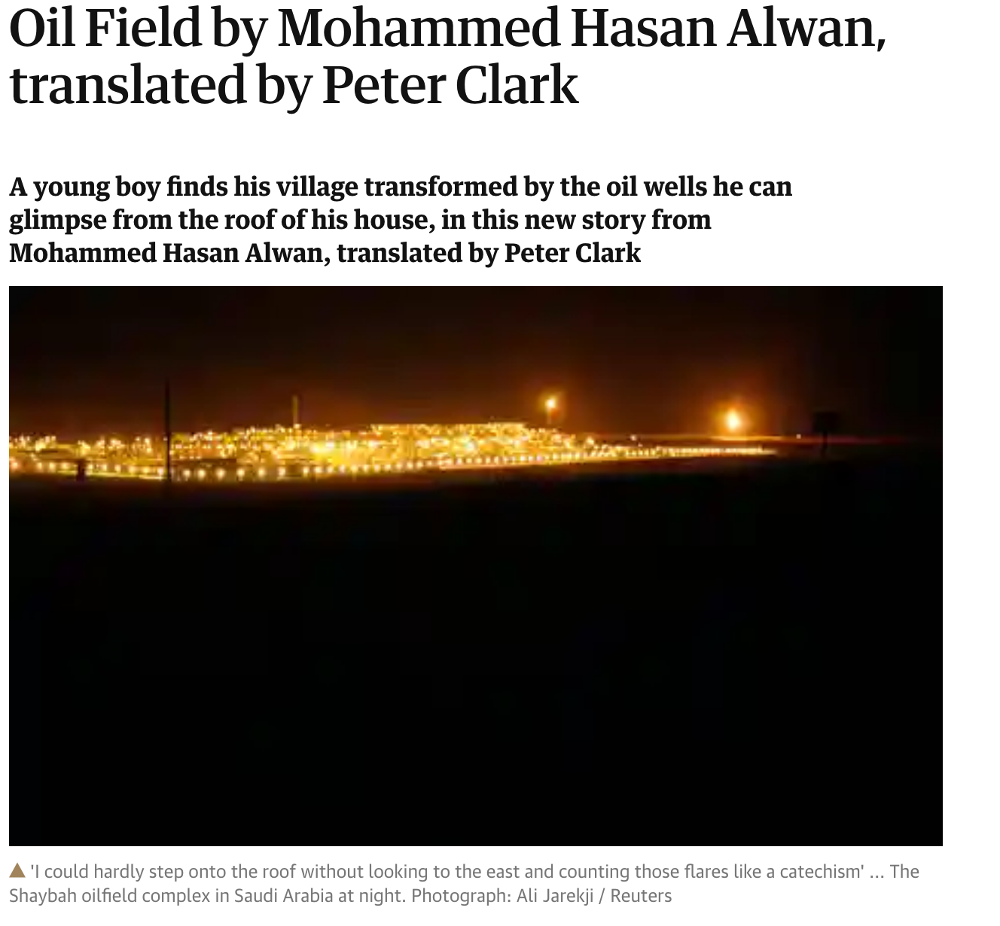 Oil Field by Mohammed Hasan Alwan,
translated by Peter Clark
A young boy finds his village transformed by the oil wells he can
glimpse from the roof of his house, in this new story from
Mohammed Hasan Alwan, translated by Peter Clark
▲ 'I could hardly step onto the roof without looking to the east and counting those flares like a catechism' ... The
Shaybah oilfield complex in Saudi Arabia at night. Photograph: Ali Jarekji / Reuters